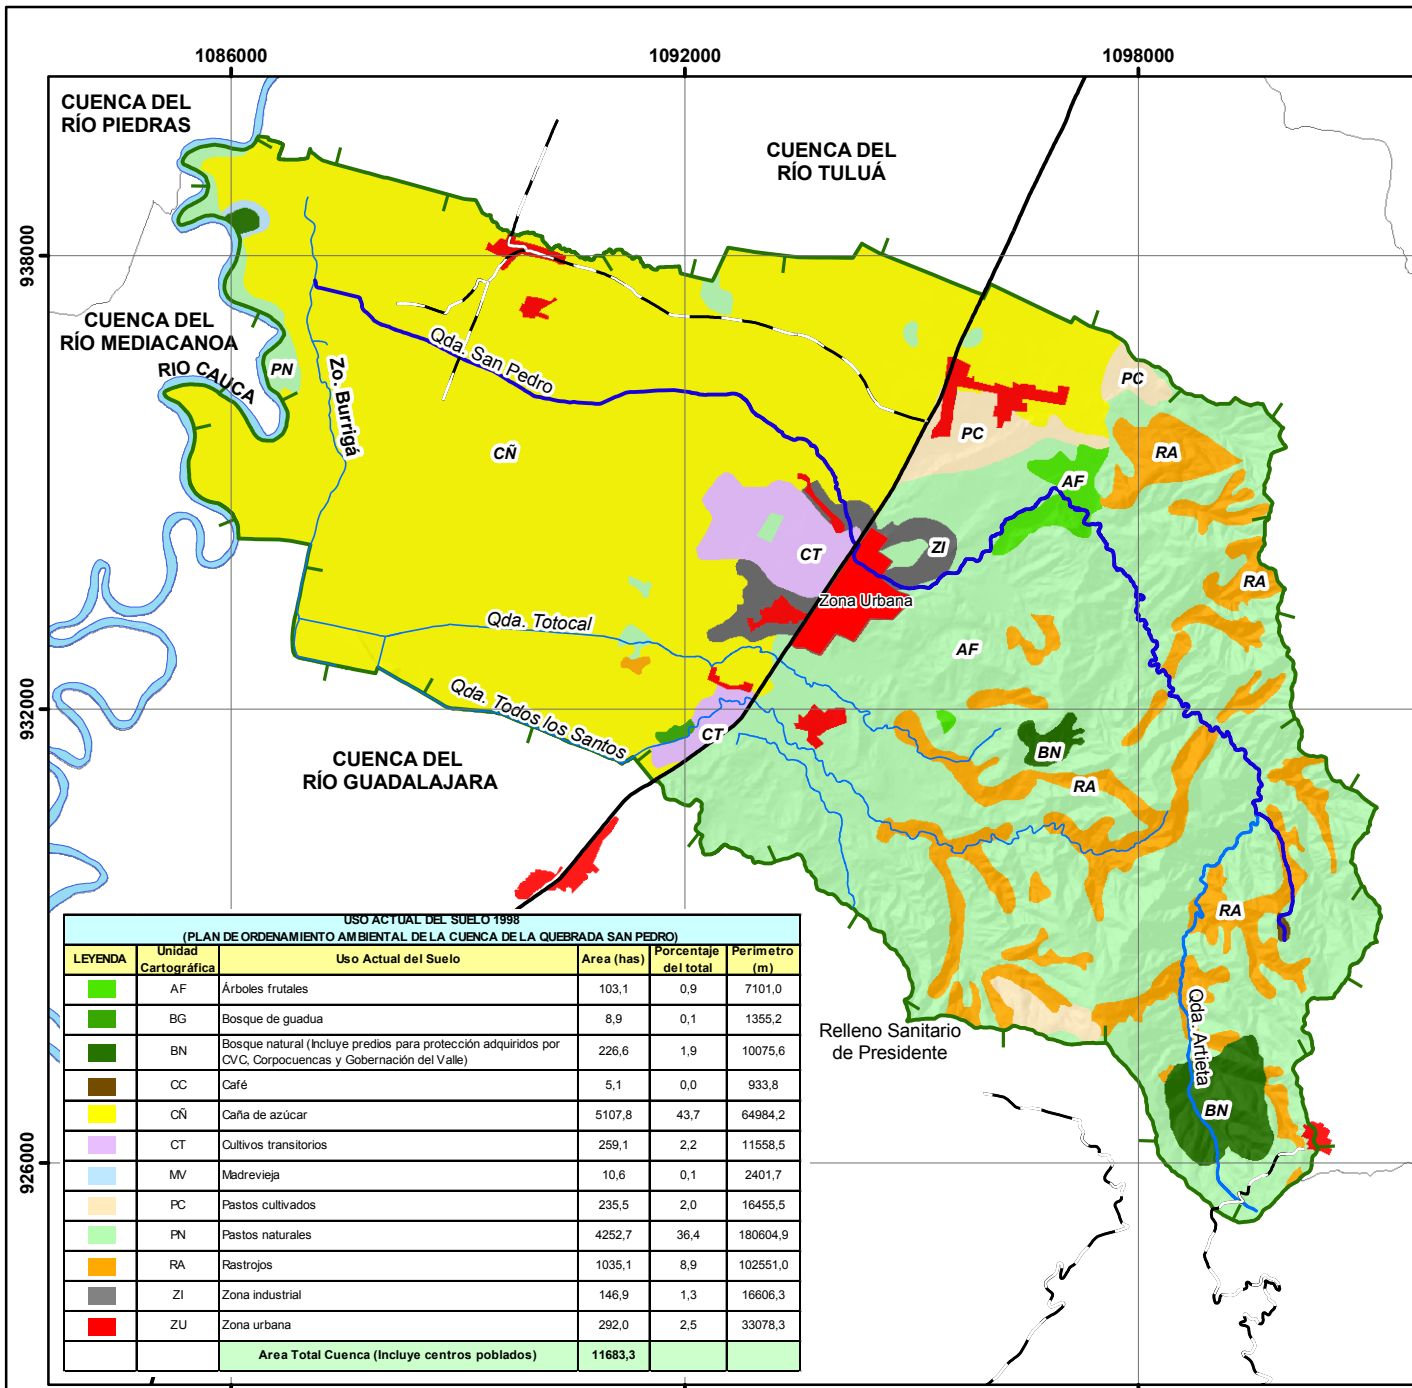 1086000
1092000
1098000
CUENCA DEL
RÍO PIEDRAS
CUENCA DEL
RÍO TULUÁ
938000
CUENCA DEL
RÍO MEDIACANOA
RIO CAUCA
PN
Zo. Burrigá
Qda. San Pedro
PC
PC
RA
CÑ
AF
CT
ZI
RA
Zona Urbana
Qda. Totocal
AF
932000
Qda. Todos los Santos
CT
BN
RA
CUENCA DEL
RÍO GUADALAJARA
RA
Qda. Artieta
Relleno Sanitario
de Presidente
BN
926000
USO ACTUAL DEL SUELO 1998
(PLAN DE ORDENAMIENTO AMBIENTAL DE LA CUENCA DE LA QUEBRADA SAN PEDRO)
LEYENDA Unidad Cartográfica Uso Actual del Suelo Area (has) Porcentaje del total Perimetro (m)
AF Árboles frutales 103,1 0,9 7101,0
BG Bosque de guadua 8,9 0,1 1355,2
BN Bosque natural (Incluye predios para protección adquiridos por
CVC, Corpocuencas y Gobernación del Valle) 226,6 1,9 10075,6
CC Café 5,1 0,0 933,8
CÑ Caña de azúcar 5107,8 43,7 64984,2
CT Cultivos transitorios 259,1 2,2 11558,5
MV Madrevieja 10,6 0,1 2401,7
PC Pastos cultivados 235,5 2,0 16455,5
PN Pastos naturales 4252,7 36,4 180604,9
RA Rastrojos 1035,1 8,9 102551,0
ZI Zona industrial 146,9 1,3 16606,3
ZU Zona urbana 292,0 2,5 33078,3
Area Total Cuenca (Incluye centros poblados) 11683,3